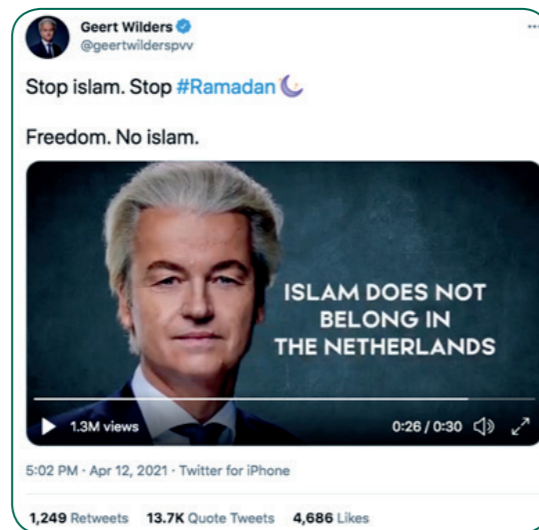 Geert Wilders
@geertwilderspvv
Stop islam. Stop #Ramadan
Freedom. No islam.
ISLAM DOES NOT
BELONG IN
THE NETHERLANDS
1.3M views
0:26 / 0:30
5:02 PM · Apr 12, 2021 · Twitter for iPhone
1,249 Retweets 13.7K Quote Tweets 4,686 Likes